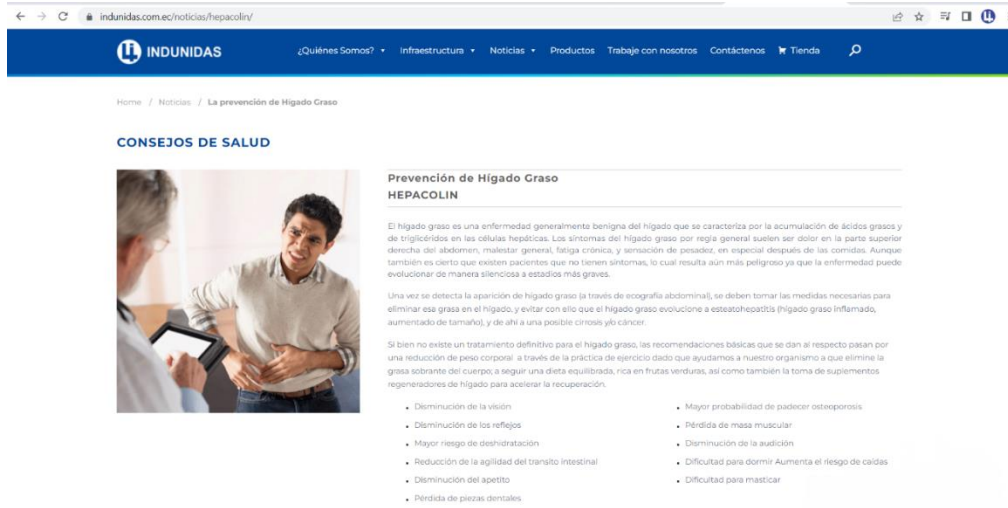 indunidas.com.ec/noticias/hepacolin/
INDUNIDAS
¿Quiénes Somos?
Infraestructura
Noticias
Productos
Trabaje con nosotros
Contáctenos
Tienda
Home / Noticias / La prevención de Hígado Graso
CONSEJOS DE SALUD
Prevención de Hígado Graso
HEPACOLIN
El hígado graso es una enfermedad generalmente benigna del hígado que se caracteriza por la acumulación de ácidos grasos y
de triglicéridos en las células hepáticas. Los síntomas del hígado graso por regla general suelen ser dolor en la parte superior
derecha del abdomen, malestar general, fatiga crónica, y sensación de pesadez, en especial después de las comidas. Aunque
también es cierto que existen pacientes que no tienen síntomas, lo cual resulta aún más peligroso ya que la enfermedad puede
evolucionar de manera silenciosa a estadios más graves.
Una vez se detecta la aparición de hígado graso (a través de ecografía abdominal), se deben tomar las medidas necesarias para
eliminar esa grasa en el hígado, y evitar con ello que el hígado graso evolucione a esteatohepatitis (hígado graso inflamado,
aumentado de tamaño), y de ahí a una posible cirrosis y/o cáncer.
Si bien no existe un tratamiento definitivo para el hígado graso, las recomendaciones básicas que se dan al respecto pasan por
una reducción de peso corporal a través de la práctica de ejercicio dado que ayudamos a nuestro organismo a que elimine la
grasa sobrante del cuerpo; a seguir una dieta equilibrada, rica en frutas verduras, así como también la toma de suplementos
regeneradores de hígado para acelerar la recuperación.
Disminución de la visión
Disminución de los reflejos
Mayor riesgo de deshidratación
Reducción de la agilidad del transito intestinal
Disminución del apetito
Pérdida de piezas dentales
Mayor probabilidad de padecer osteoporosis
Pérdida de masa muscular
Disminución de la audición
Dificultad para dormir Aumenta el riesgo de caídas
Dificultad para masticar